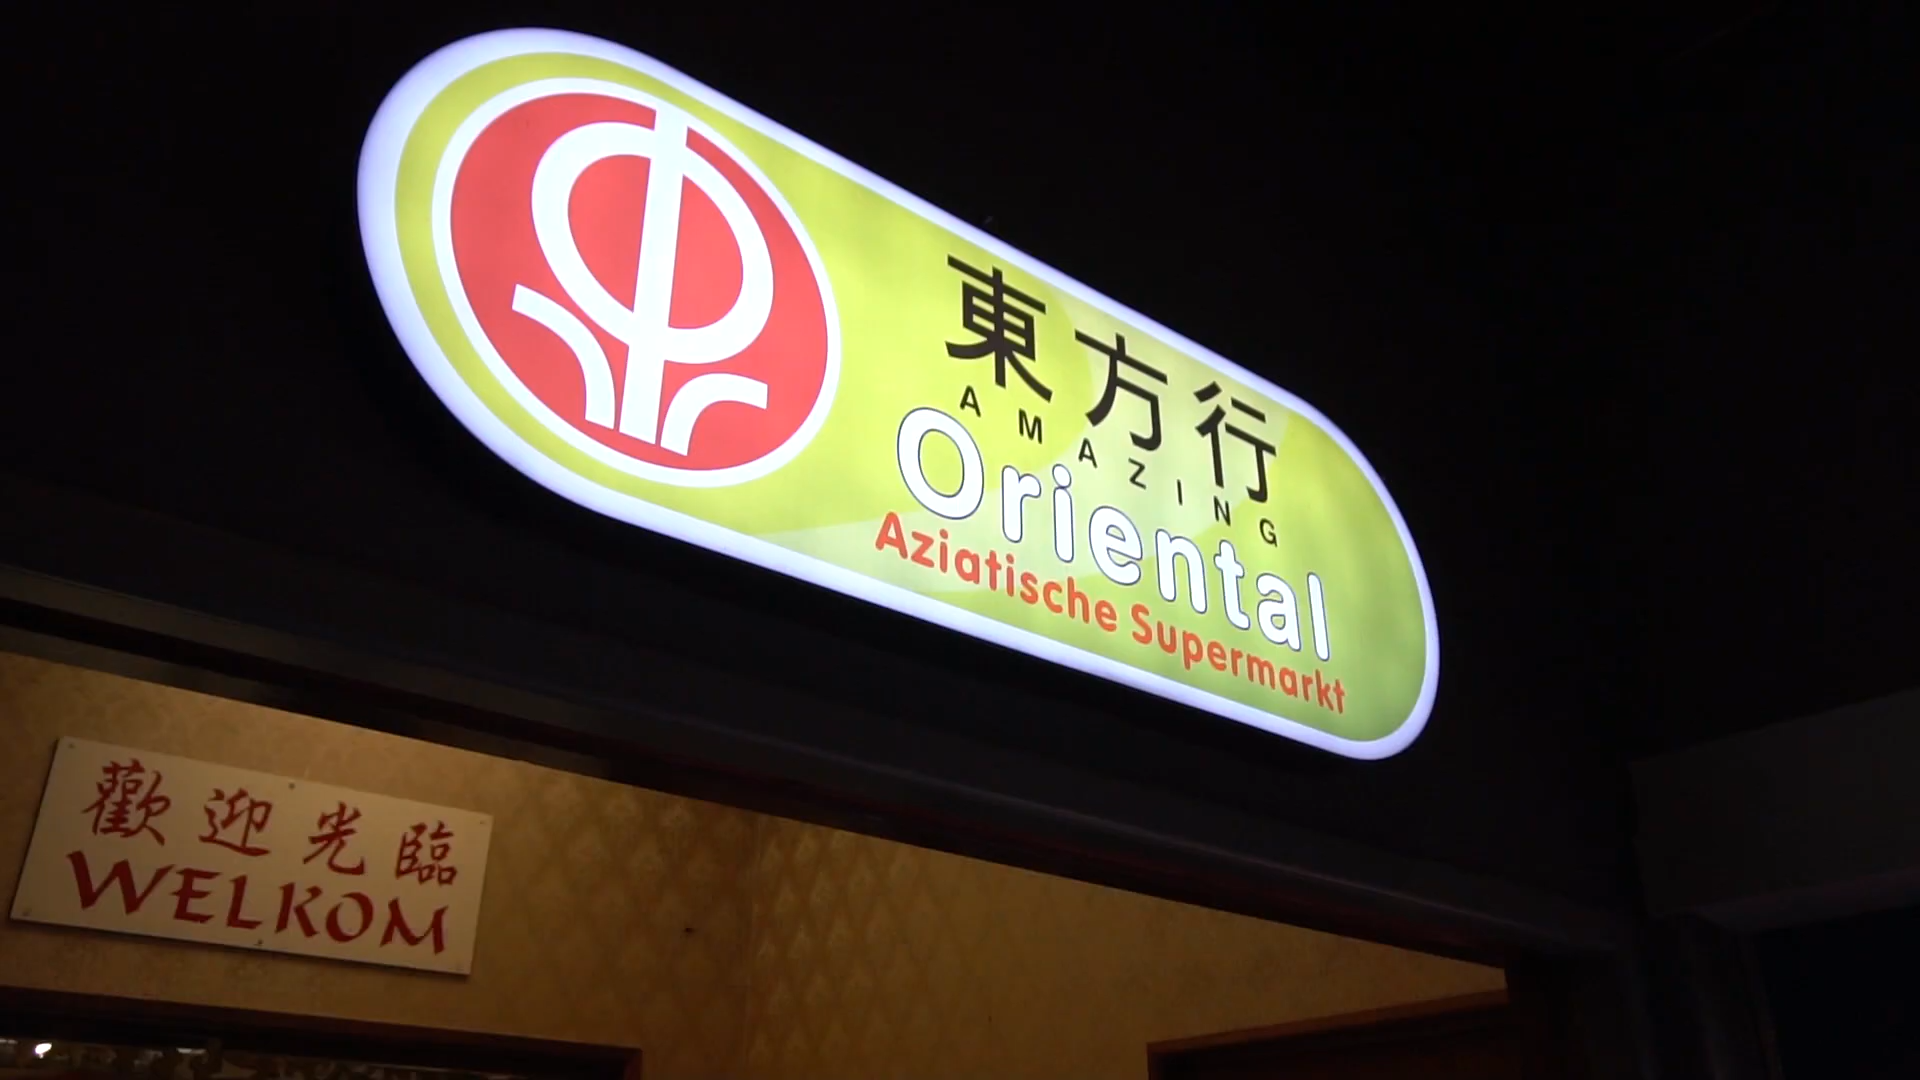 東方行
AMAZING
Oriental
Aziatische Supermarkt
歡迎光臨
WELKOM